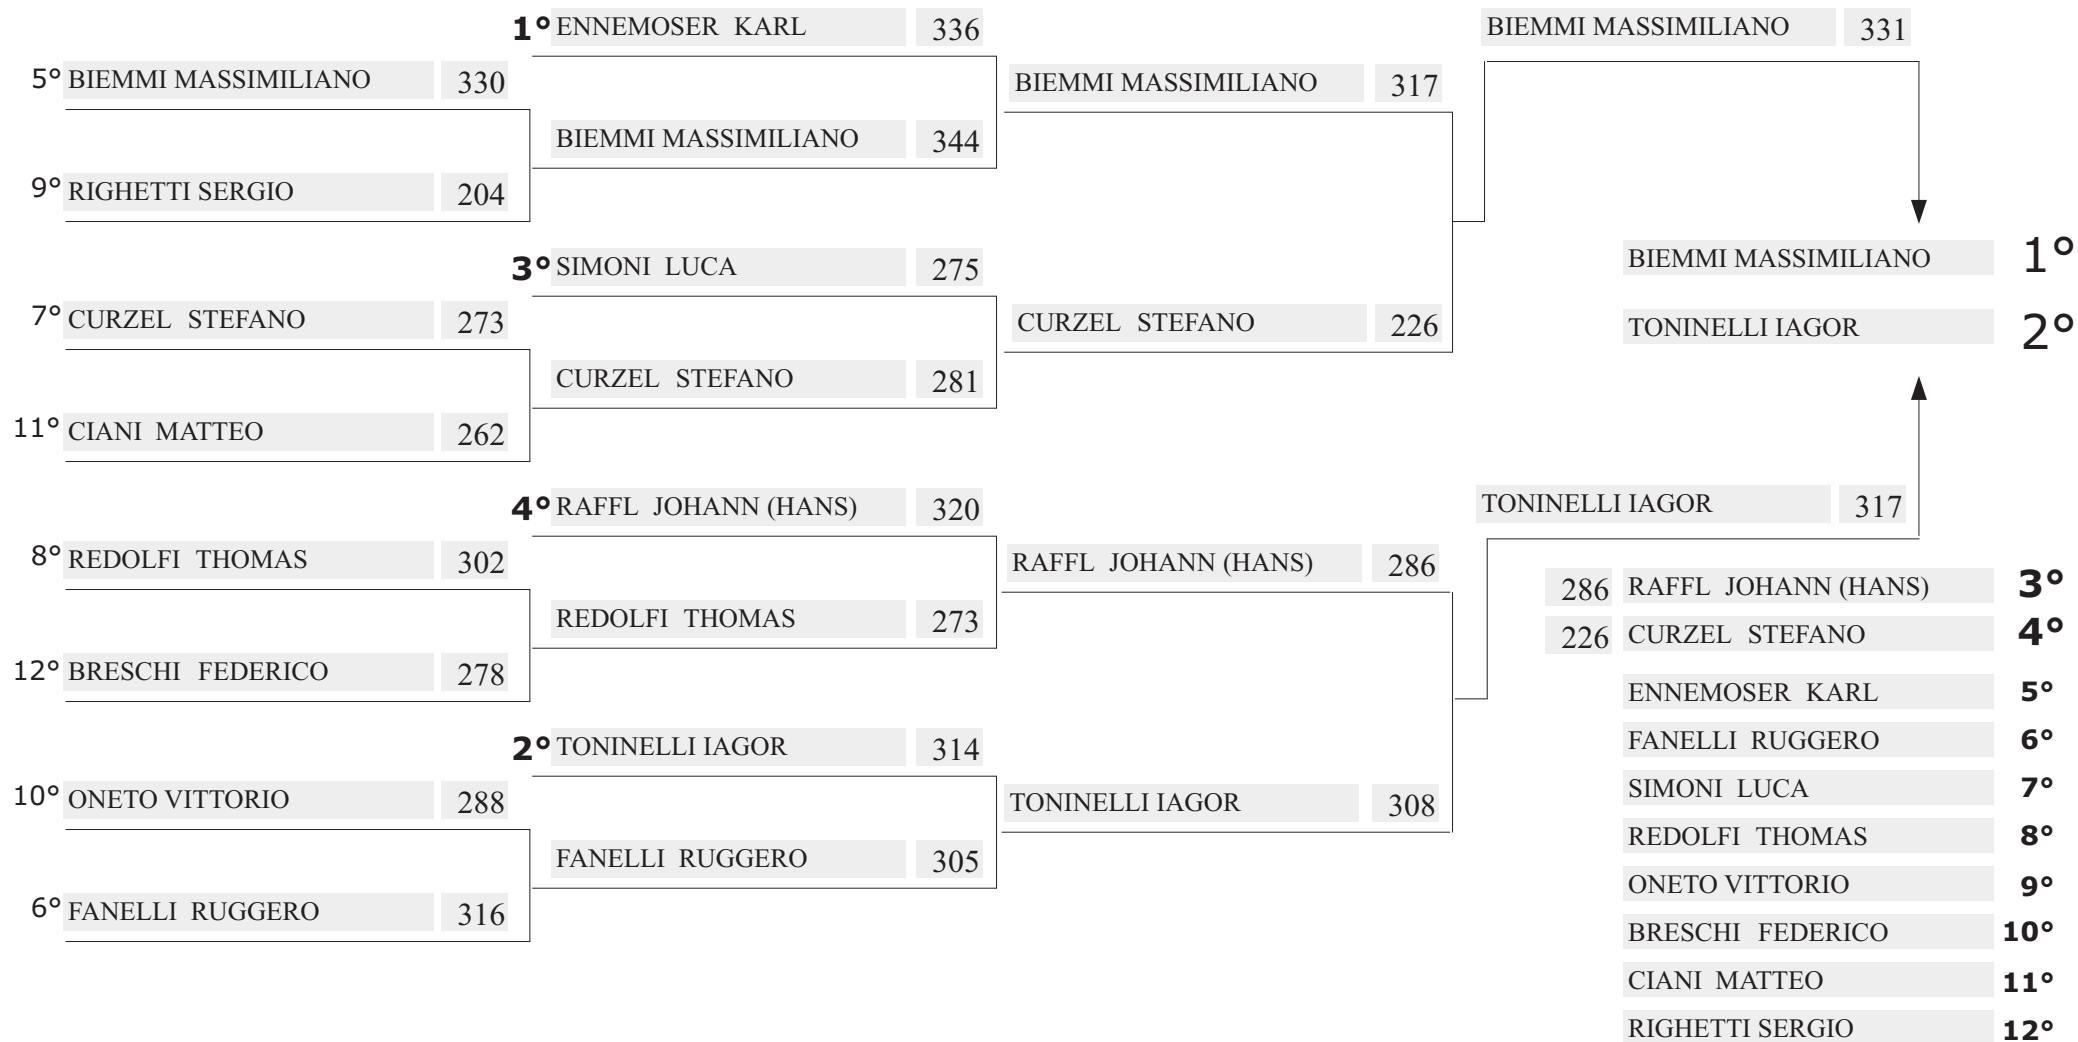 1° ENNEMOSER KARL 336
5° BIEMMI MASSIMILIANO 330
BIEMMI MASSIMILIANO 344
9° RIGHETTI SERGIO 204
3° SIMONI LUCA 275
7° CURZEL STEFANO 273
CURZEL STEFANO 281
11° CIANI MATTEO 262
4° RAFFL JOHANN (HANS) 320
8° REDOLFI THOMAS 302
REDOLFI THOMAS 273
12° BRESCHI FEDERICO 278
2° TONINELLI IAGOR 314
10° ONETO VITTORIO 288
FANELLI RUGGERO 305
6° FANELLI RUGGERO 316
BIEMMI MASSIMILIANO 317
CURZEL STEFANO 226
RAFFL JOHANN (HANS) 286
TONINELLI IAGOR 308
BIEMMI MASSIMILIANO 331
BIEMMI MASSIMILIANO 1°
TONINELLI IAGOR 2°
TONINELLI IAGOR 317
286 RAFFL JOHANN (HANS) 3°
226 CURZEL STEFANO 4°
ENNEMOSER KARL 5°
FANELLI RUGGERO 6°
SIMONI LUCA 7°
REDOLFI THOMAS 8°
ONETO VITTORIO 9°
BRESCHI FEDERICO 10°
CIANI MATTEO 11°
RIGHETTI SERGIO 12°